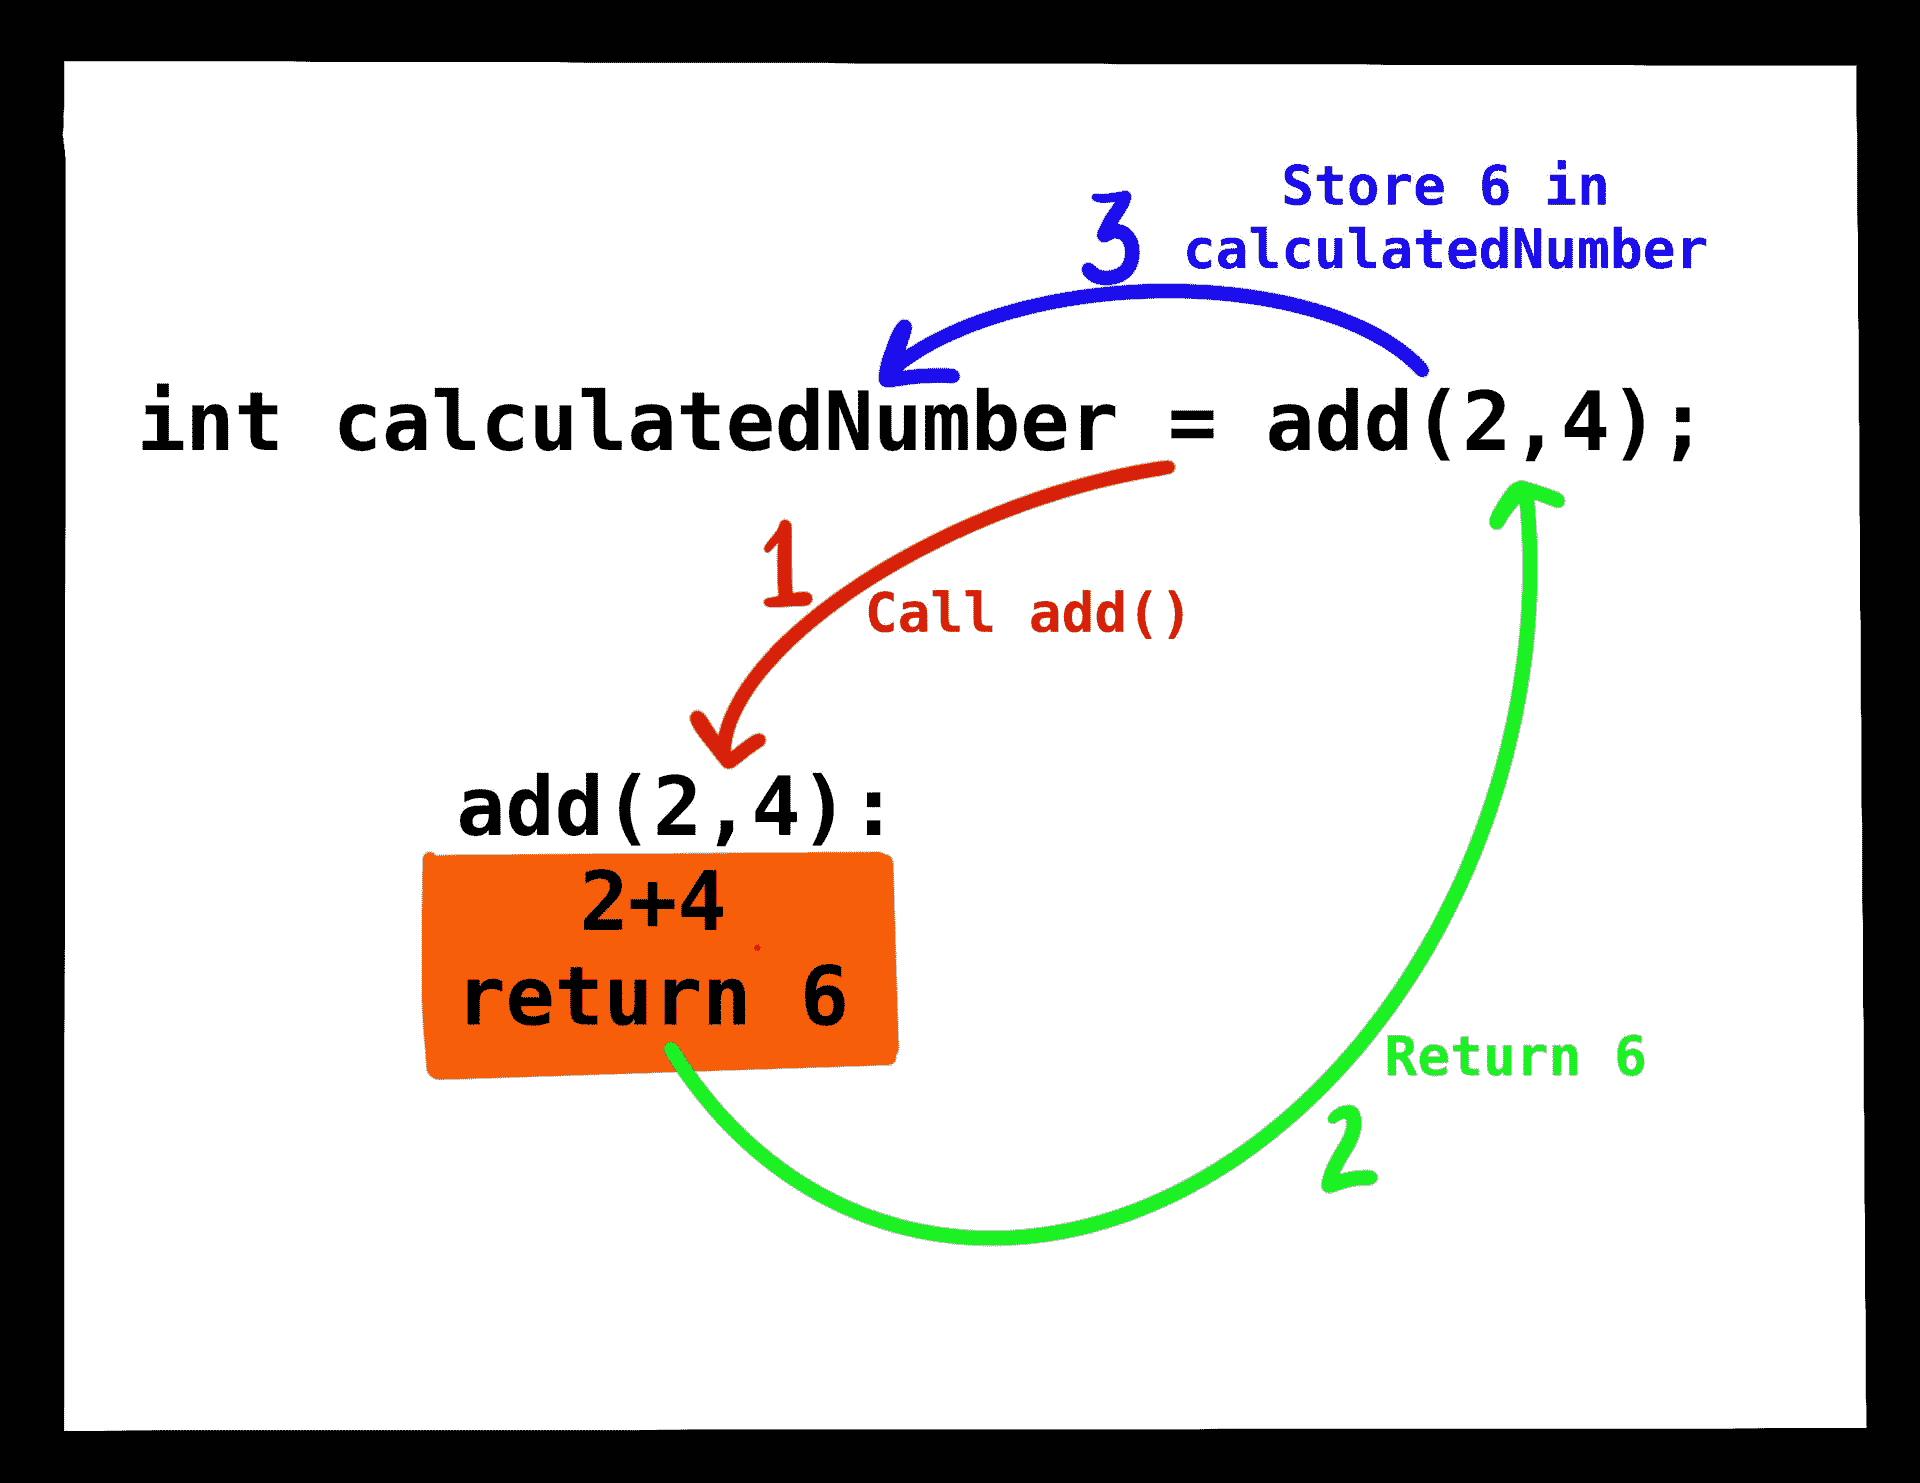 Store 6 in
3 calculatedNumber
int calculatedNumber = add(2,4);
1 Call add()
add(2,4):
2+4
return 6
Return 6
2